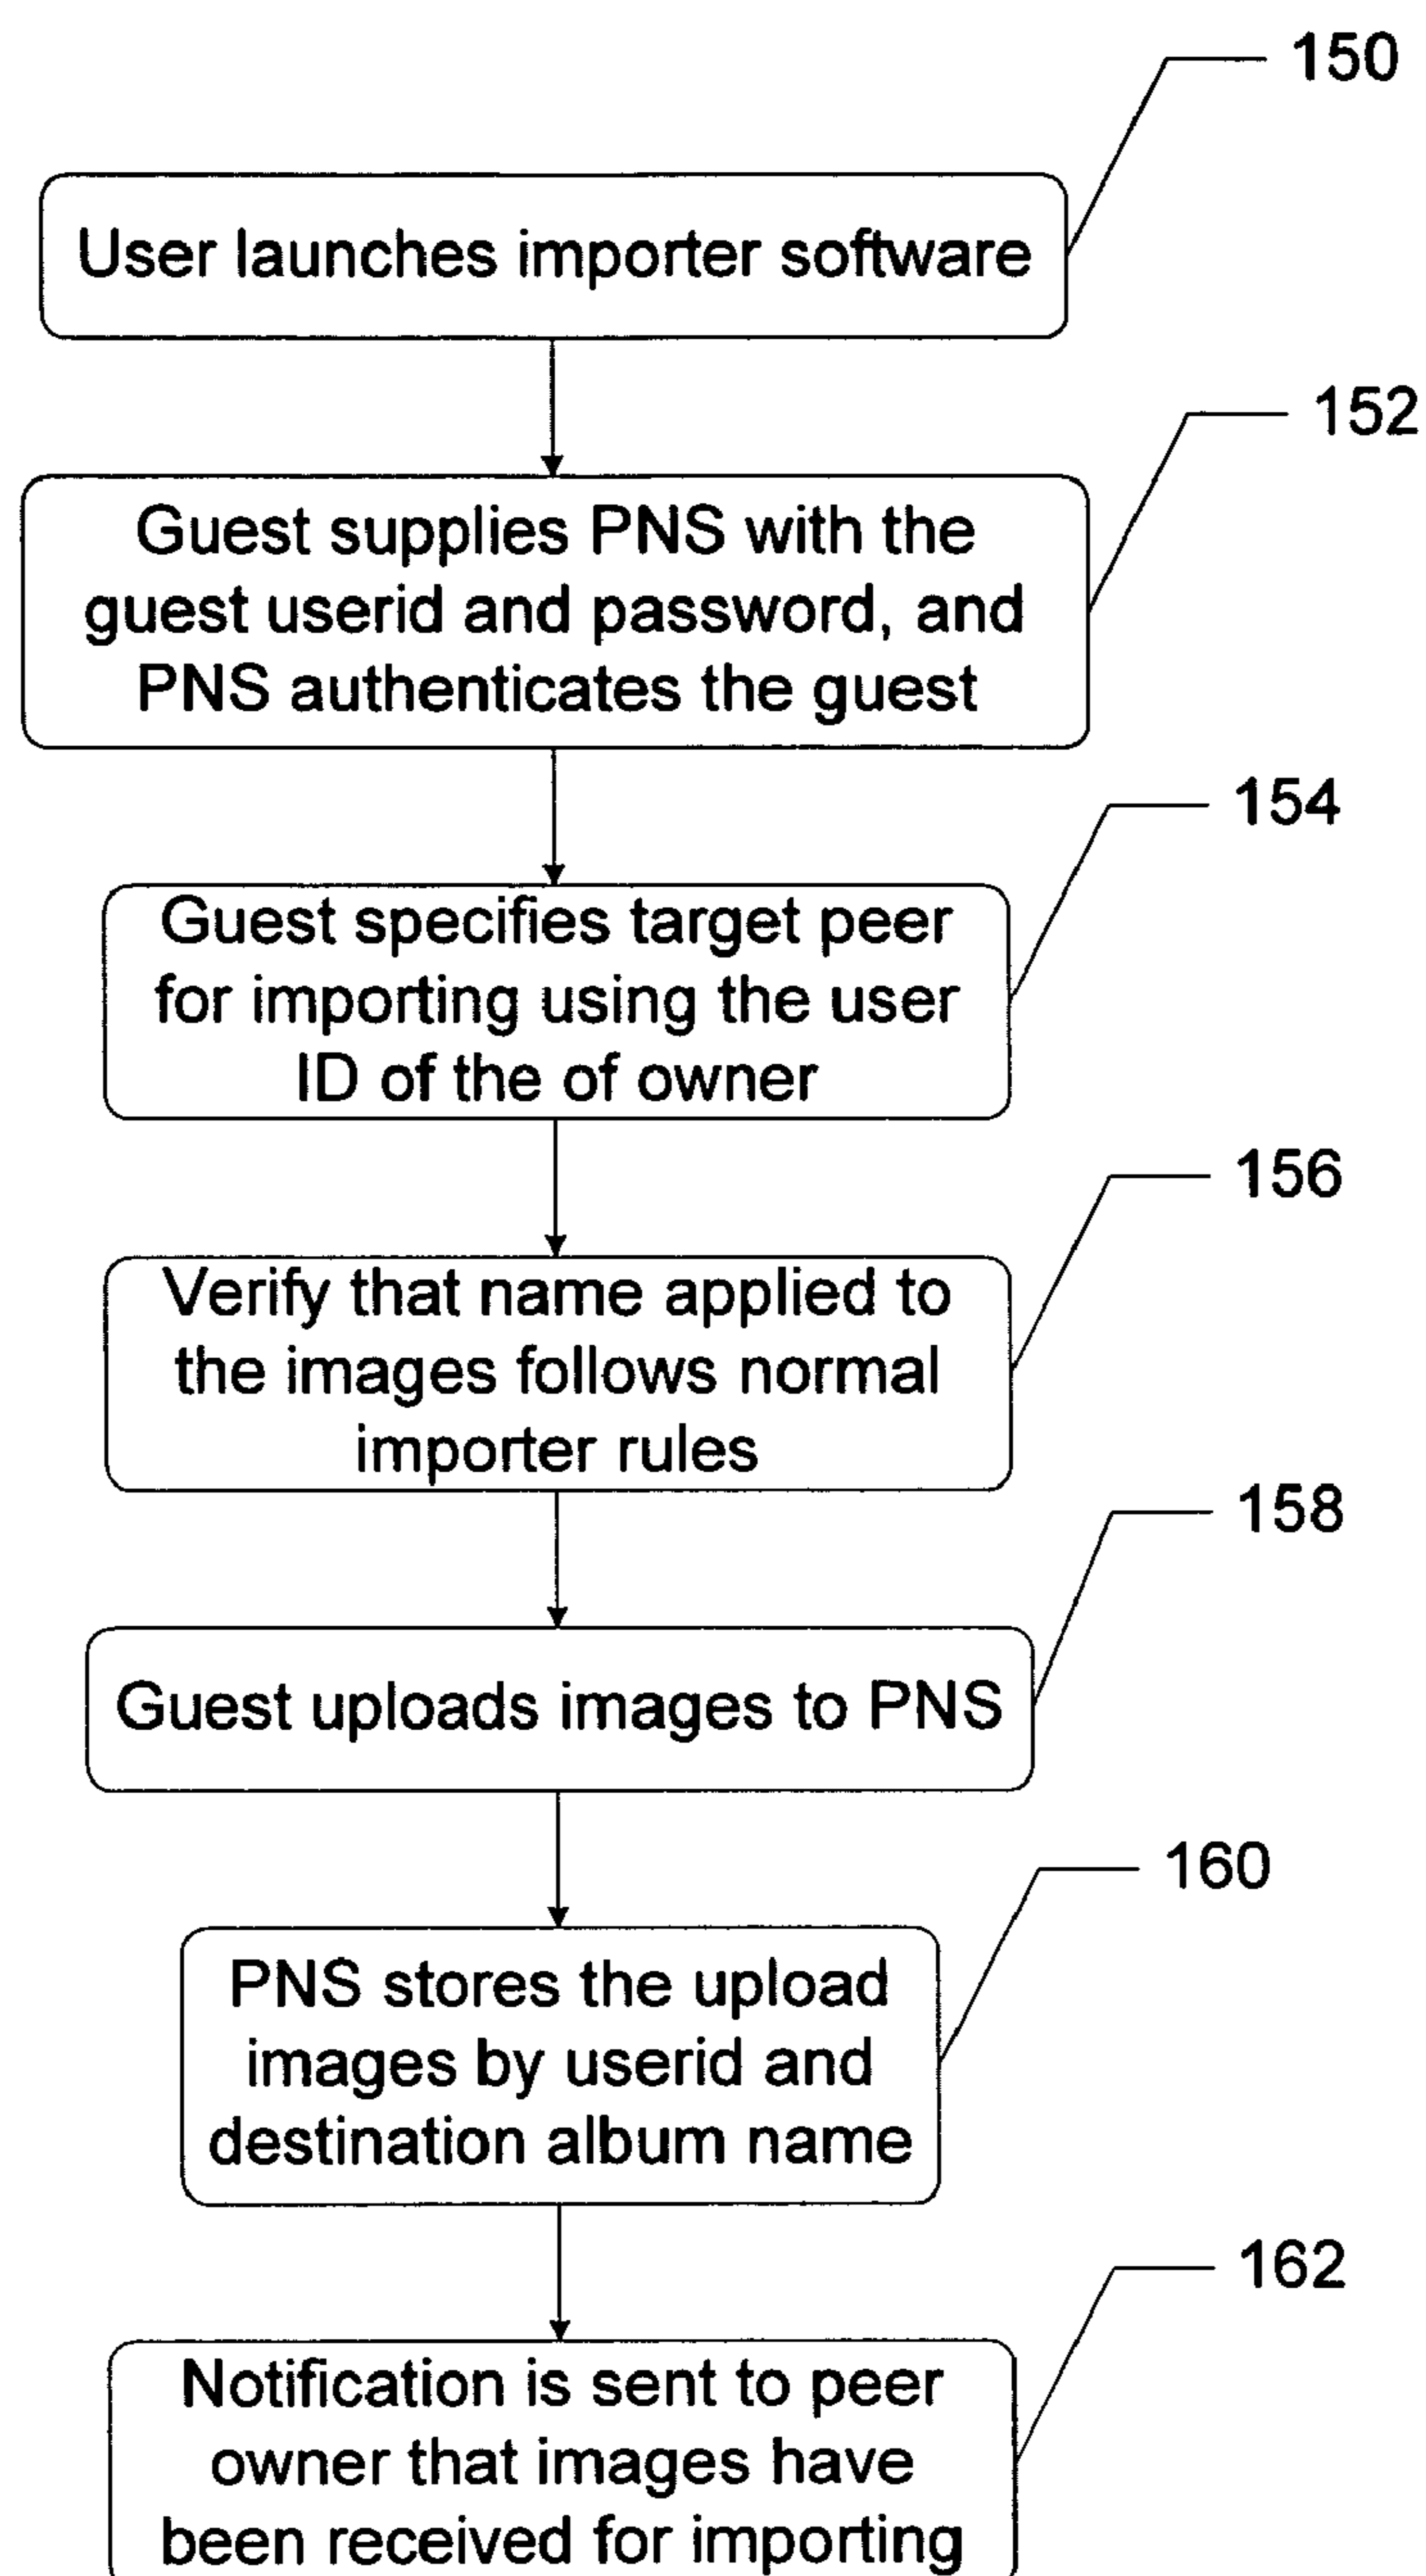 150
User launches importer software
152
Guest supplies PNS with the
guest userid and password, and
PNS authenticates the guest
154
Guest specifies target peer
for importing using the user
ID of the of owner
156
Verify that name applied to
the images follows normal
importer rules
158
Guest uploads images to PNS
160
PNS stores the upload
images by userid and
destination album name
162
Notification is sent to peer
owner that images have
been received for importing